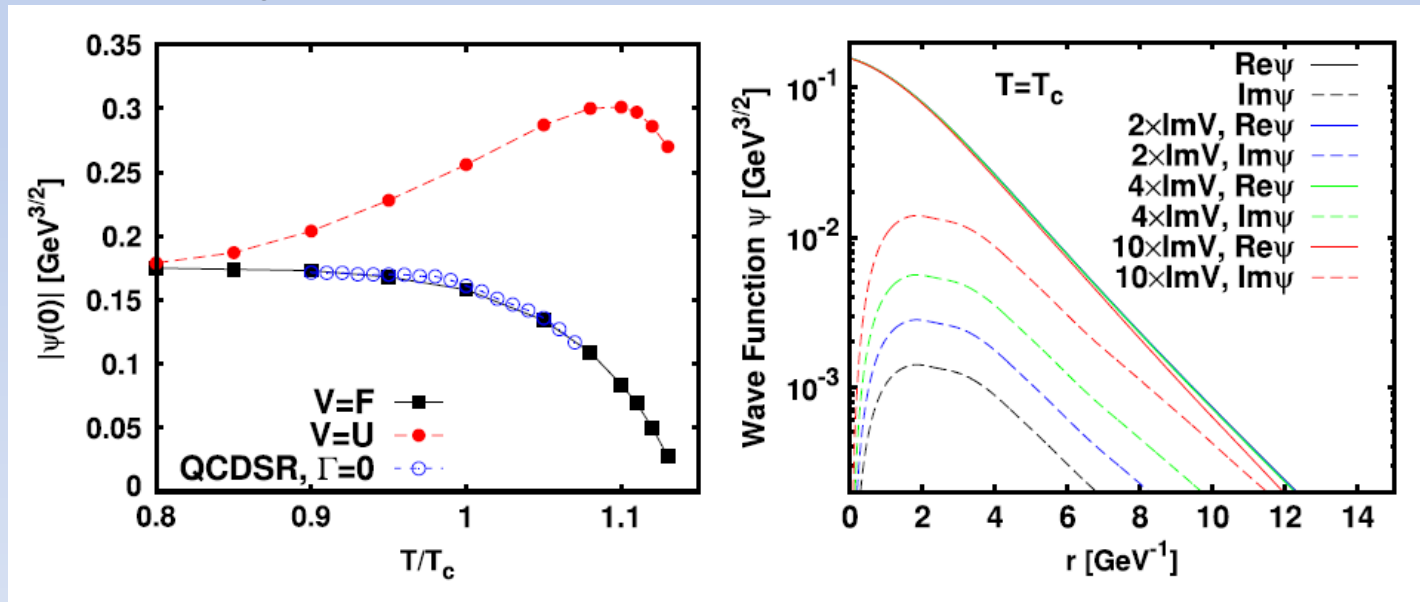 0.35
0.3
0.25
0.2
0.15
0.1
0.05
0
|ψ(0)| [GeV^{3/2}]
V=F
V=U
QCDSR, Γ=0
0.8 0.9 1 1.1
T/T_c
10^{-1}
10^{-2}
10^{-3}
Wave Function ψ [GeV^{3/2}]
T=T_c
Reψ
Imψ
2×ImV, Reψ
2×ImV, Imψ
4×ImV, Reψ
4×ImV, Imψ
10×ImV, Reψ
10×ImV, Imψ
0 2 4 6 8 10 12 14
r [GeV^{-1}]